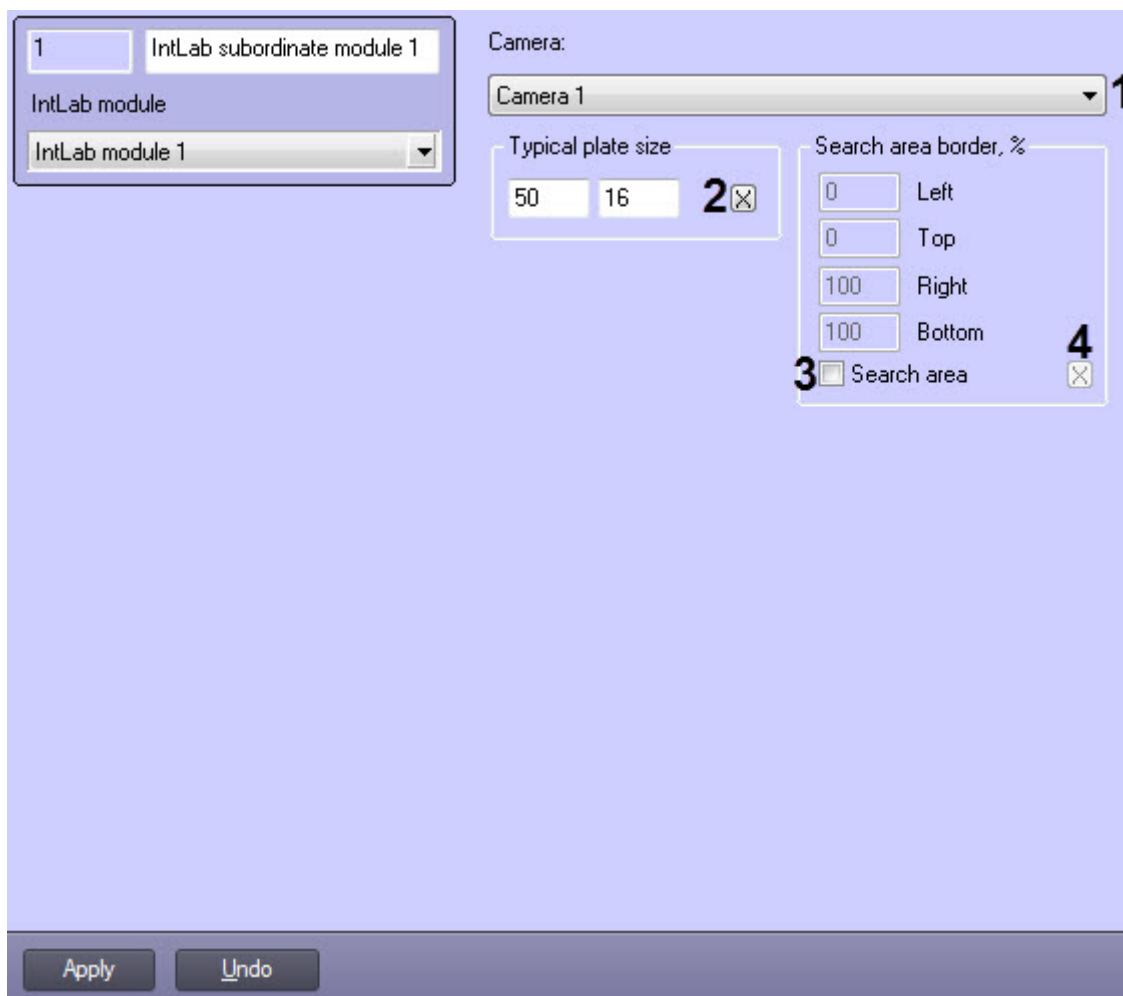 1 IntLab subordinate module 1
IntLab module
IntLab module 1
Camera:
Camera 1 1
Typical plate size
50 16 2
Search area border, %
0 Left
0 Top
100 Right
100 Bottom
4
3 Search area
Apply Undo